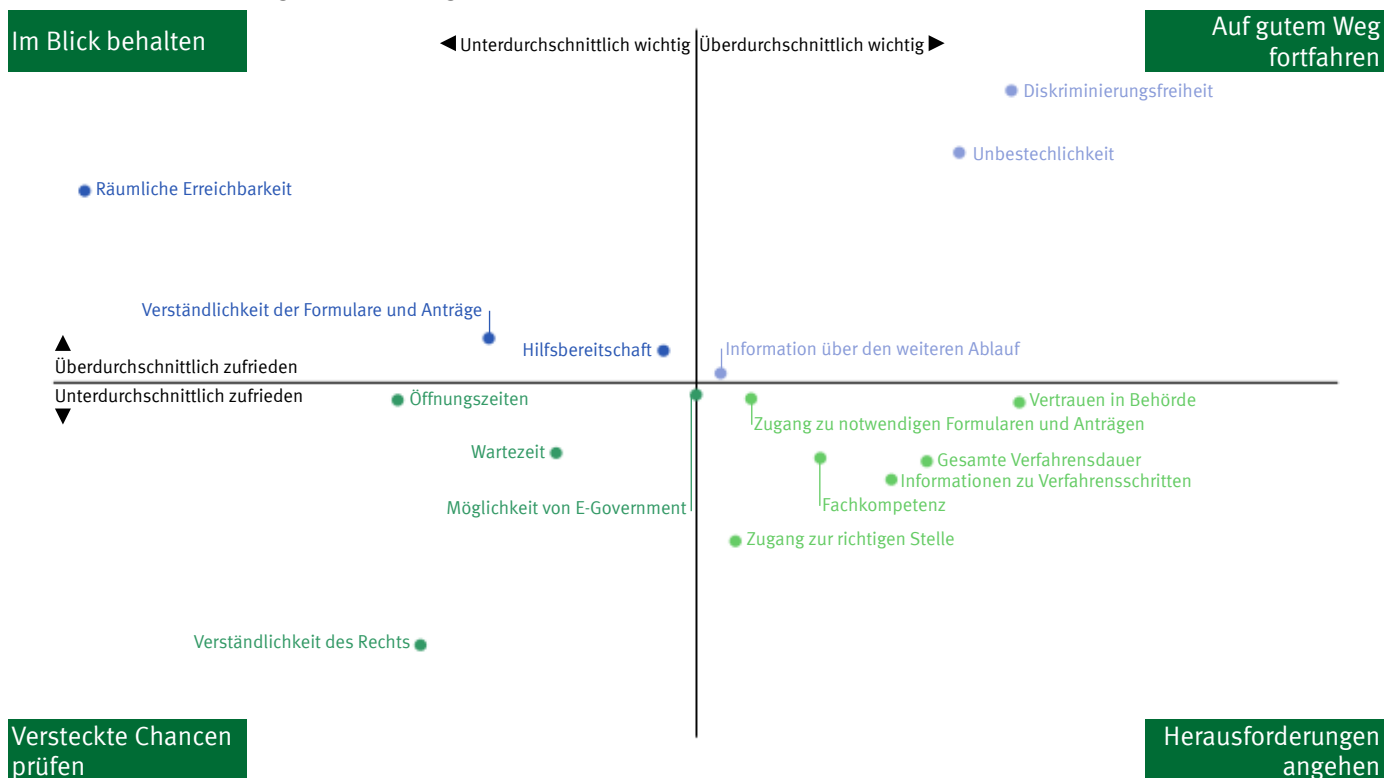 Im Blick behalten
◀ Unterdurchschnittlich wichtig
Überdurchschnittlich wichtig ▶
Auf gutem Weg
fortfahren
Diskriminierungsfreiheit
Unbestechlichkeit
Räumliche Erreichbarkeit
Verständlichkeit der Formulare und Anträge
Hilfsbereitschaft
Information über den weiteren Ablauf
▲
Überdurchschnittlich zufrieden
Unterdurchschnittlich zufrieden
▼
Öffnungszeiten
Vertrauen in Behörde
Zugang zu notwendigen Formularen und Anträgen
Wartezeit
Gesamte Verfahrensdauer
Informationen zu Verfahrensschritten
Möglichkeit von E-Government
Fachkompetenz
Zugang zur richtigen Stelle
Verständlichkeit des Rechts
Versteckte Chancen
prüfen
Herausforderungen
angehen